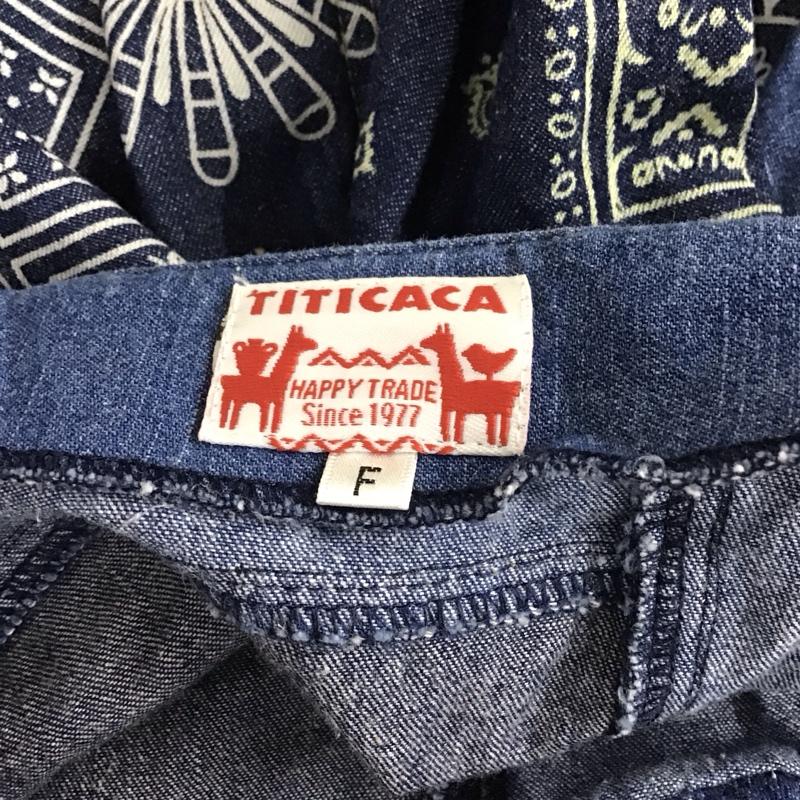 TITICACA
HAPPY TRADE
Since 1977
F